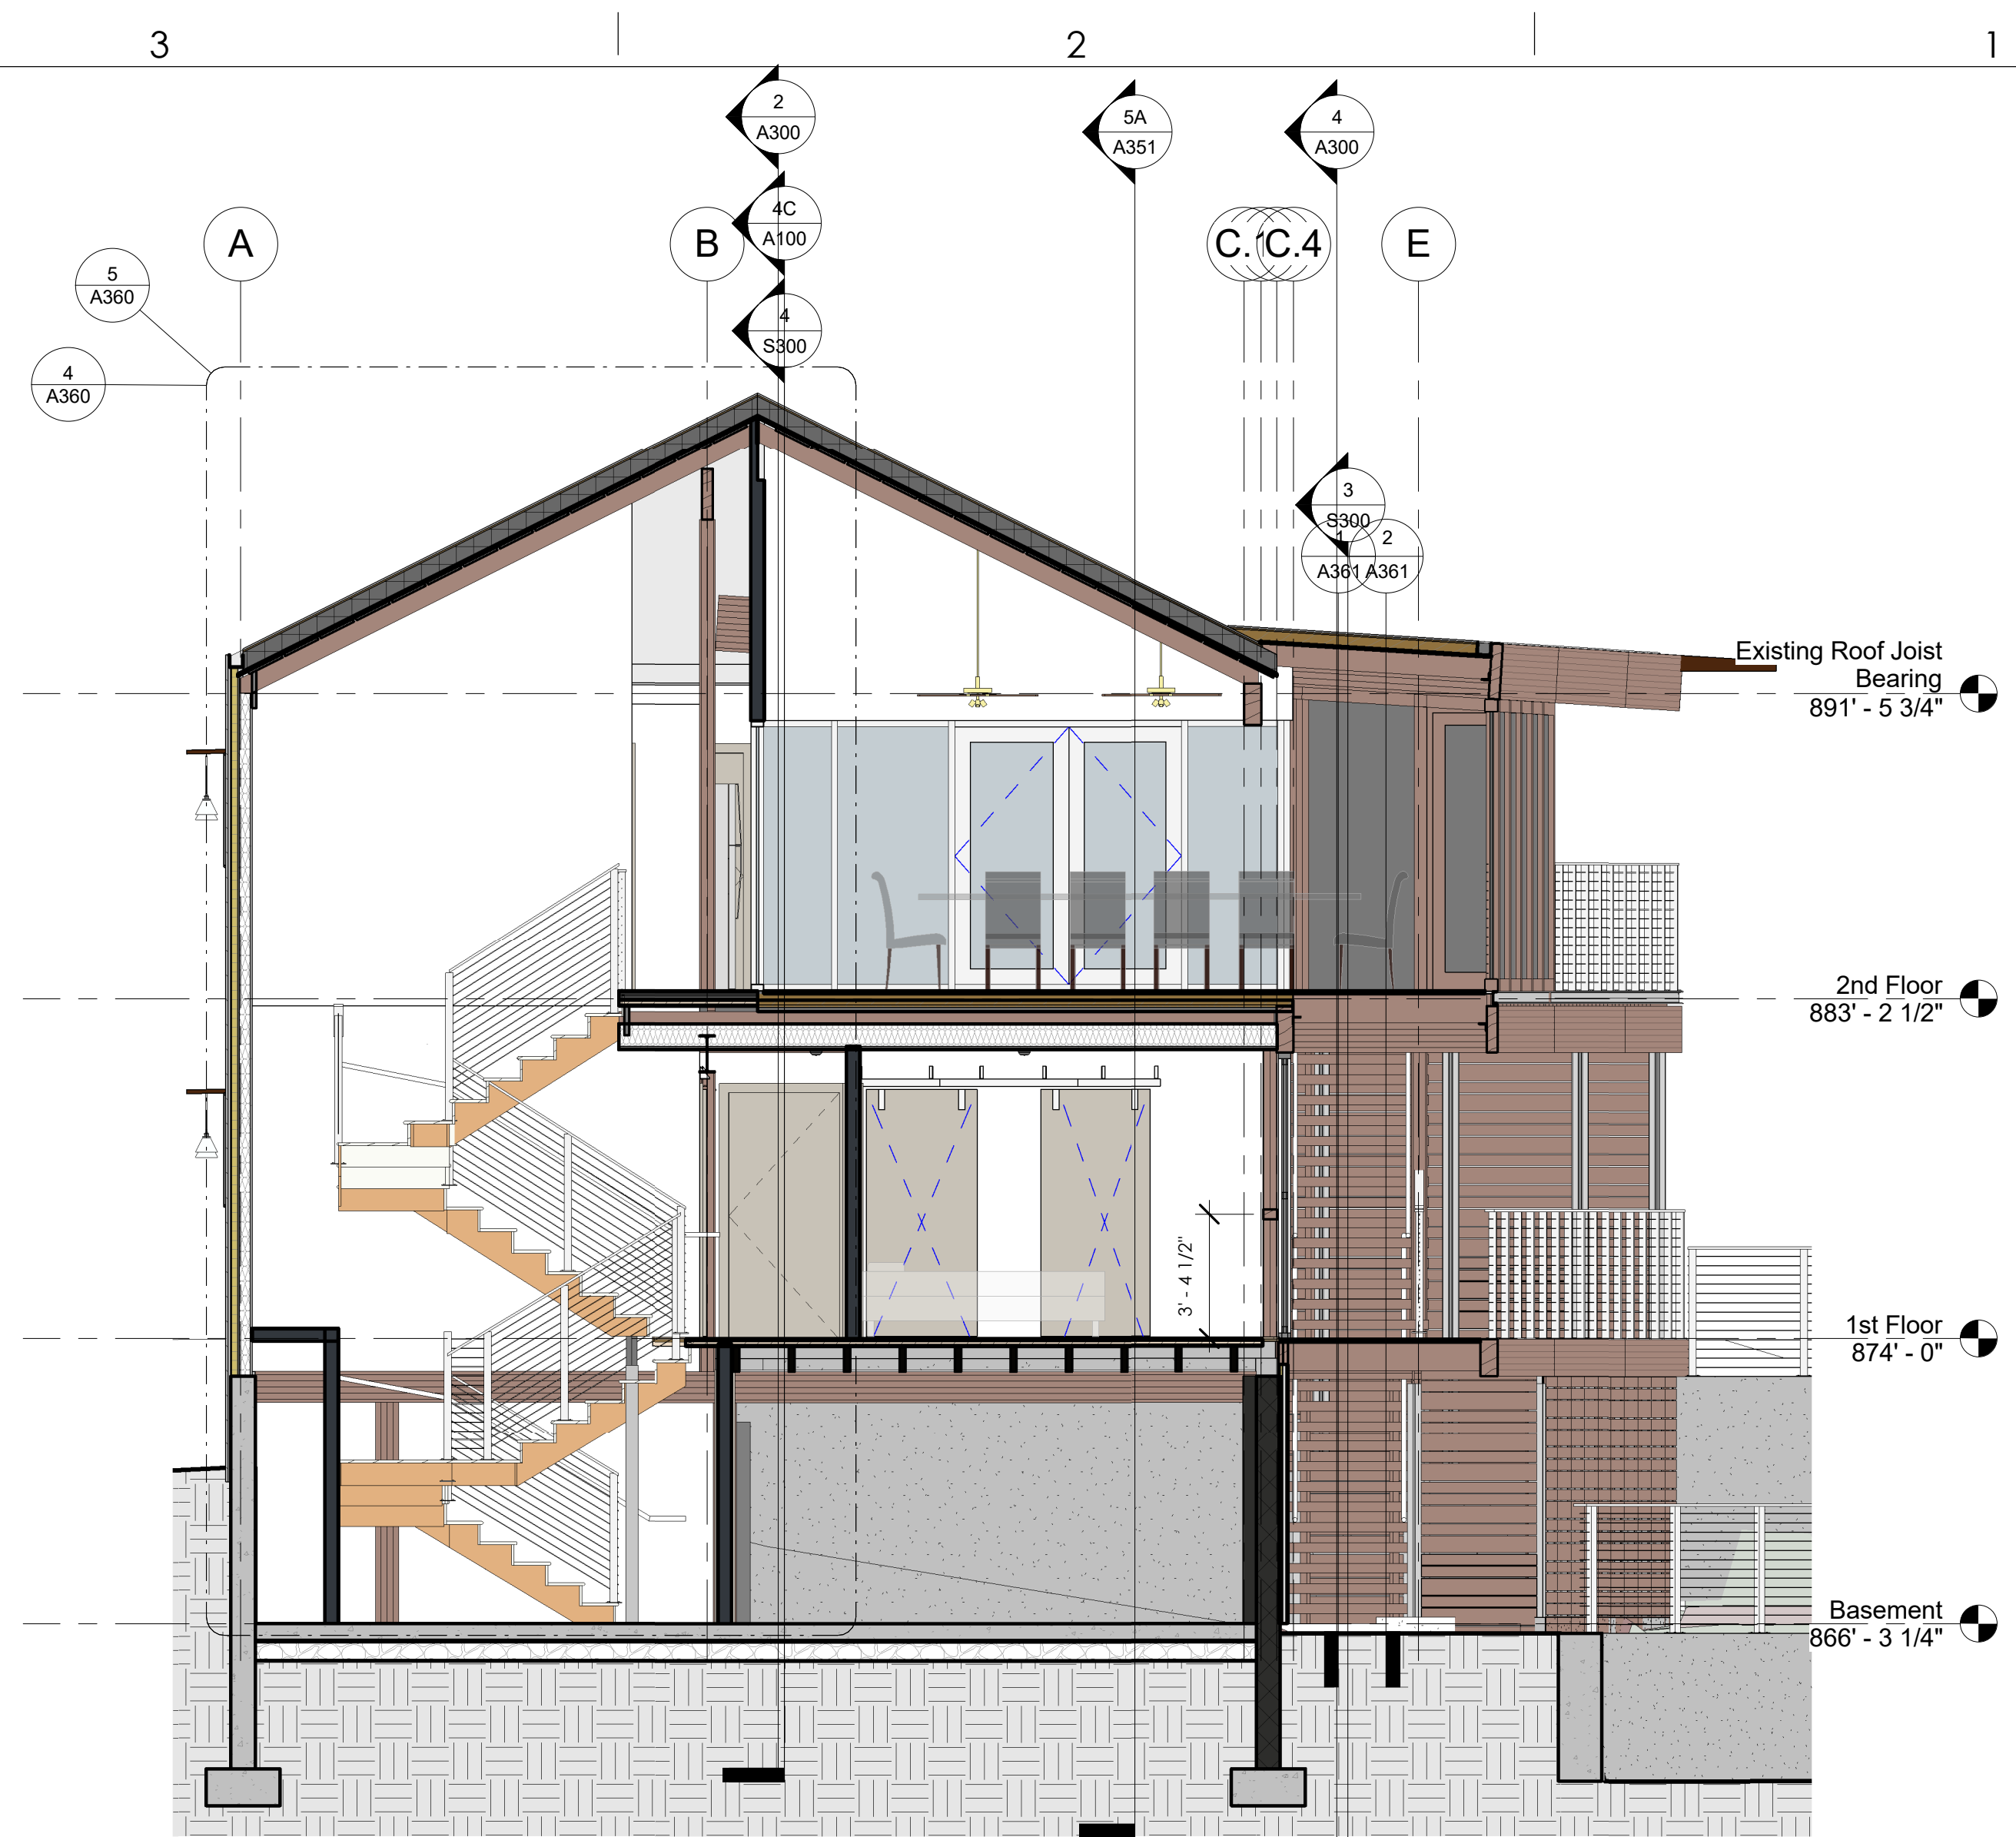 3
2
1
2
A300
5A
A351
4
A300
4C
A100
A
B
C.1
C.4
E
5
A360
4
S300
4
A360
3
S300
1
A361
2
A361
Existing Roof Joist
Bearing
891' - 5 3/4"
2nd Floor
883' - 2 1/2"
3' - 4 1/2"
1st Floor
874' - 0"
Basement
866' - 3 1/4"